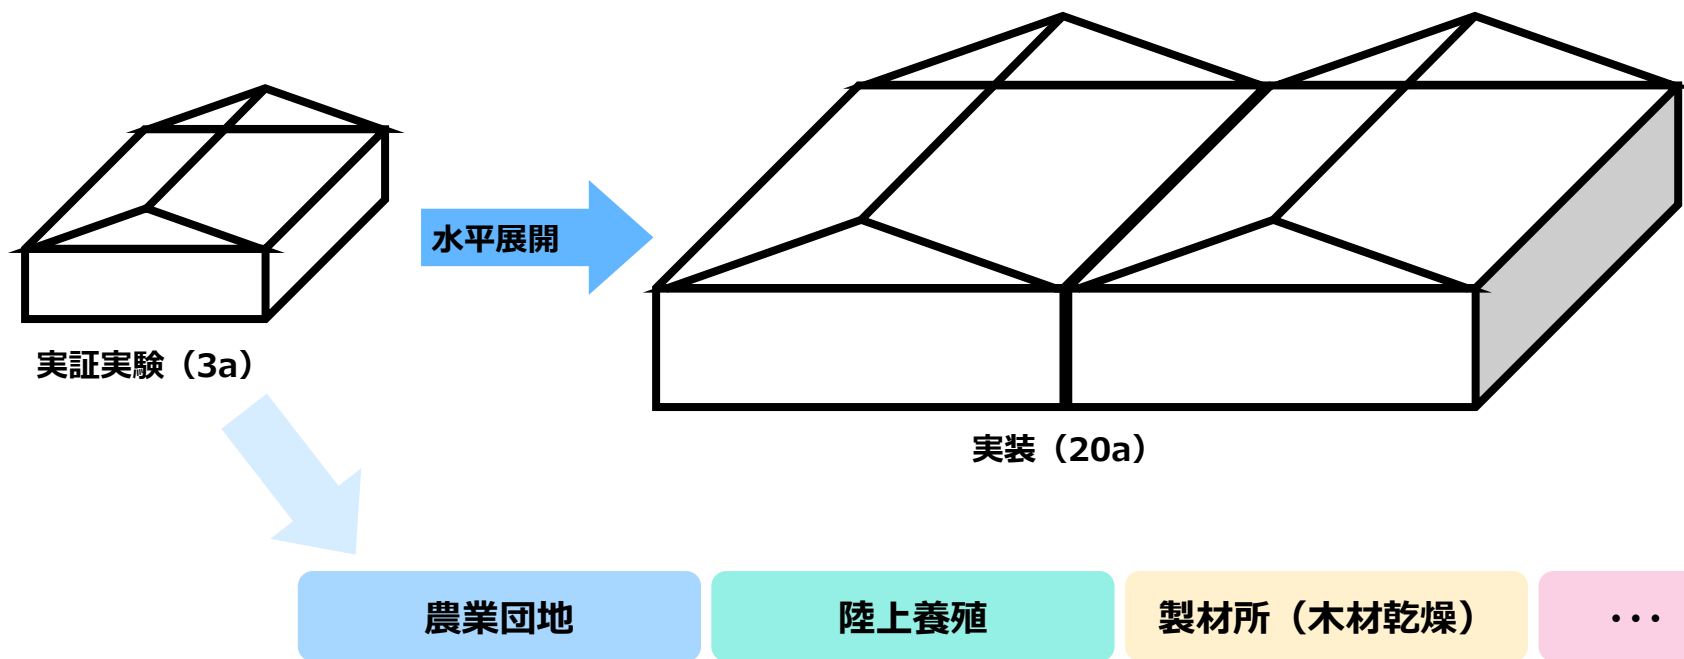 水平展開
実証実験（3a）
実装（20a）
農業団地
陸上養殖
製材所（木材乾燥）
・・・